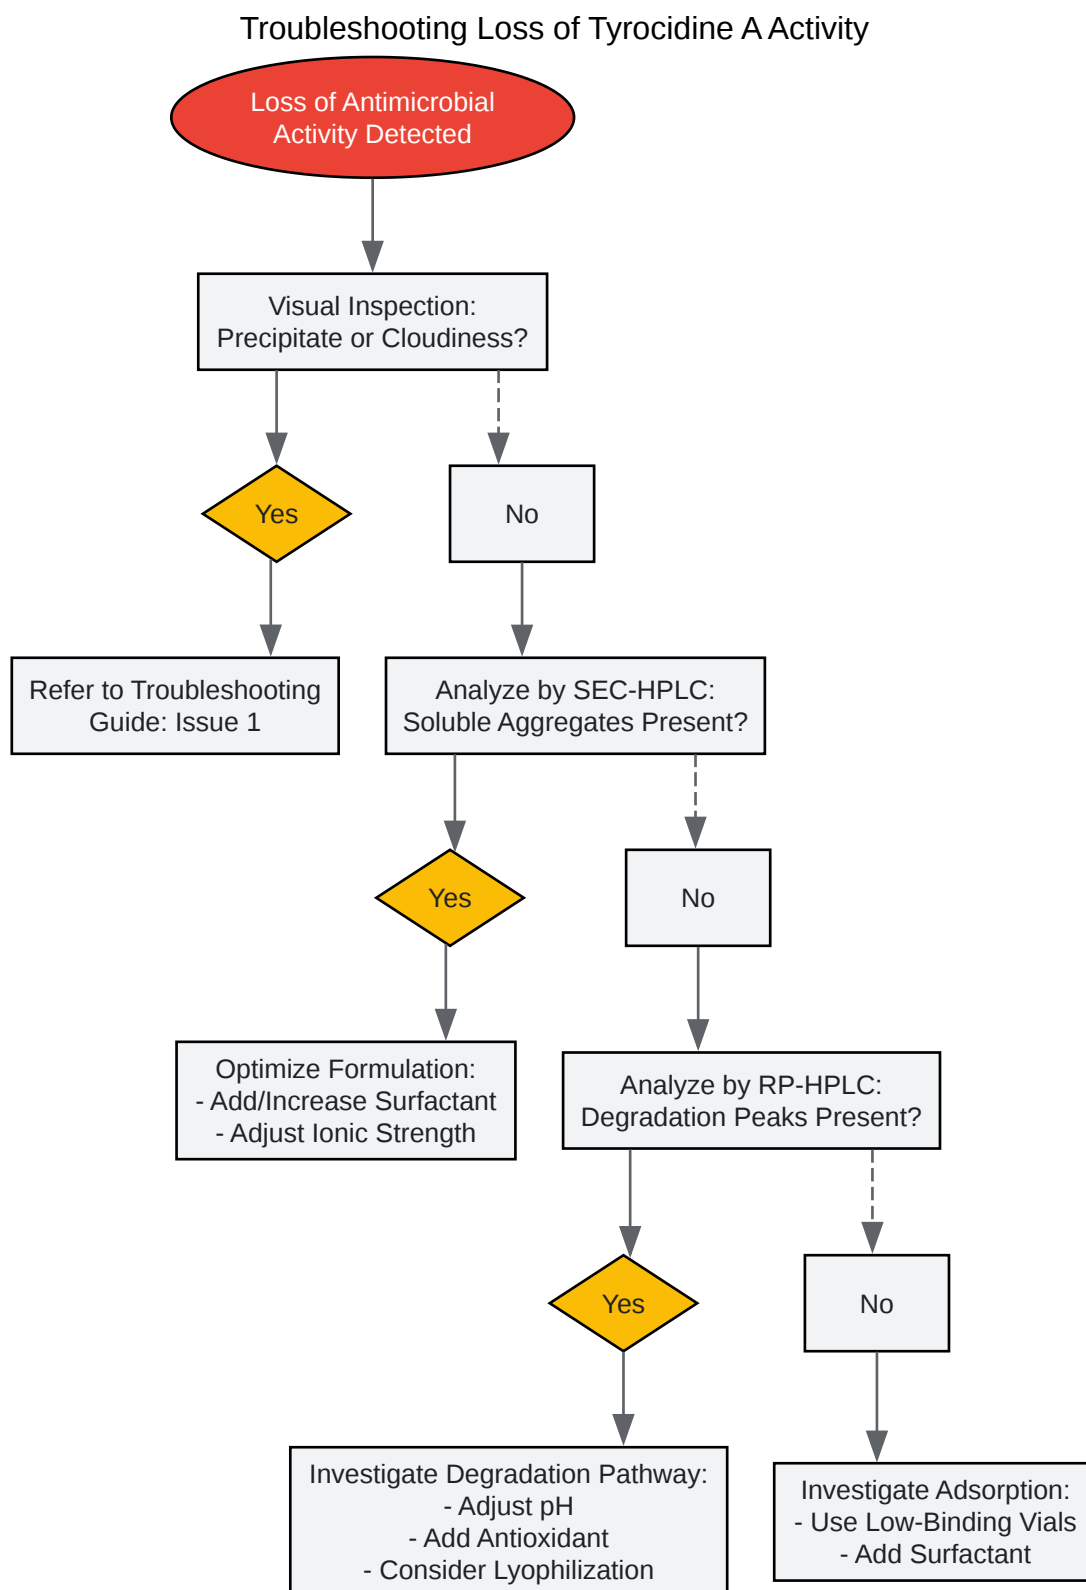 Troubleshooting Loss of Tyrocidine A Activity
Loss of Antimicrobial
Activity Detected
Visual Inspection:
Precipitate or Cloudiness?
Yes
No
Refer to Troubleshooting
Guide: Issue 1
Analyze by SEC-HPLC:
Soluble Aggregates Present?
Yes
No
Optimize Formulation:
- Add/Increase Surfactant
- Adjust Ionic Strength
Analyze by RP-HPLC:
Degradation Peaks Present?
Yes
No
Investigate Degradation Pathway:
- Adjust pH
- Add Antioxidant
- Consider Lyophilization
Investigate Adsorption:
- Use Low-Binding Vials
- Add Surfactant